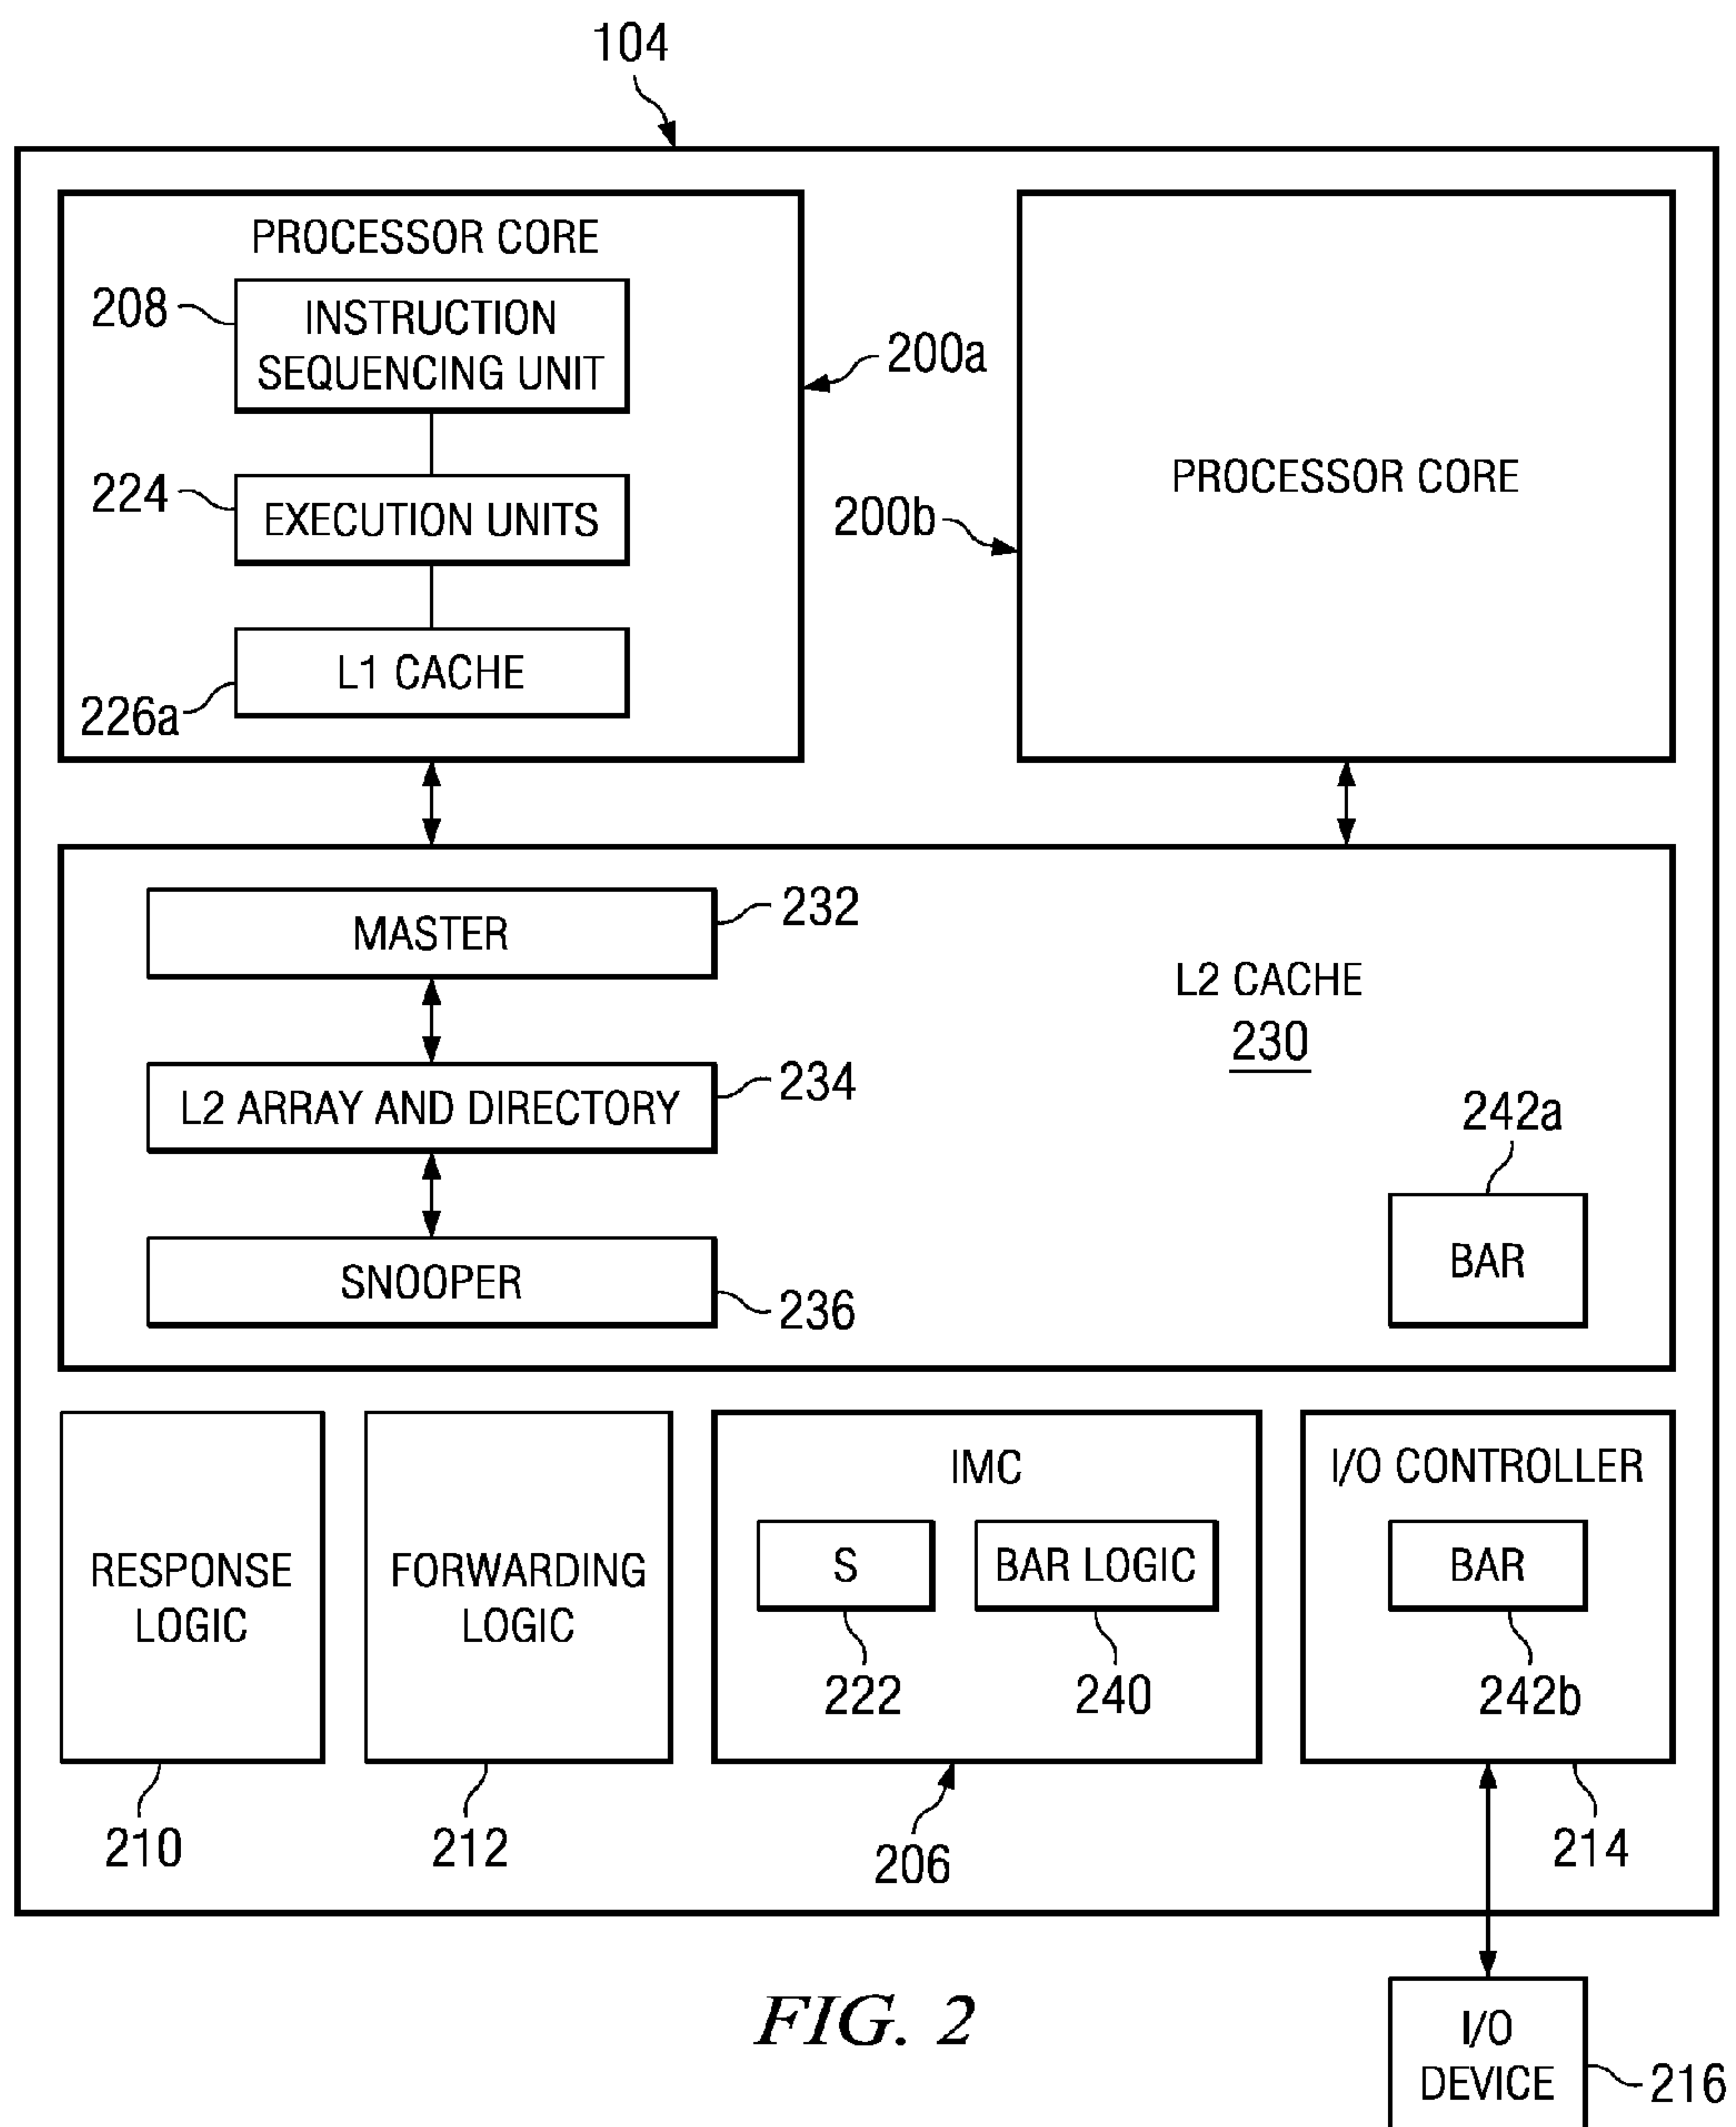 104
PROCESSOR CORE
208
INSTRUCTION
SEQUENCING UNIT
200a
224
EXECUTION UNITS
L1 CACHE
226a
PROCESSOR CORE
200b
MASTER
232
L2 CACHE
230
L2 ARRAY AND DIRECTORY
234
242a
BAR
SNOOPER
236
RESPONSE
LOGIC
210
FORWARDING
LOGIC
212
IMC
S
BAR LOGIC
222
240
206
I/O CONTROLLER
BAR
242b
214
I/O
DEVICE
216
FIG. 2